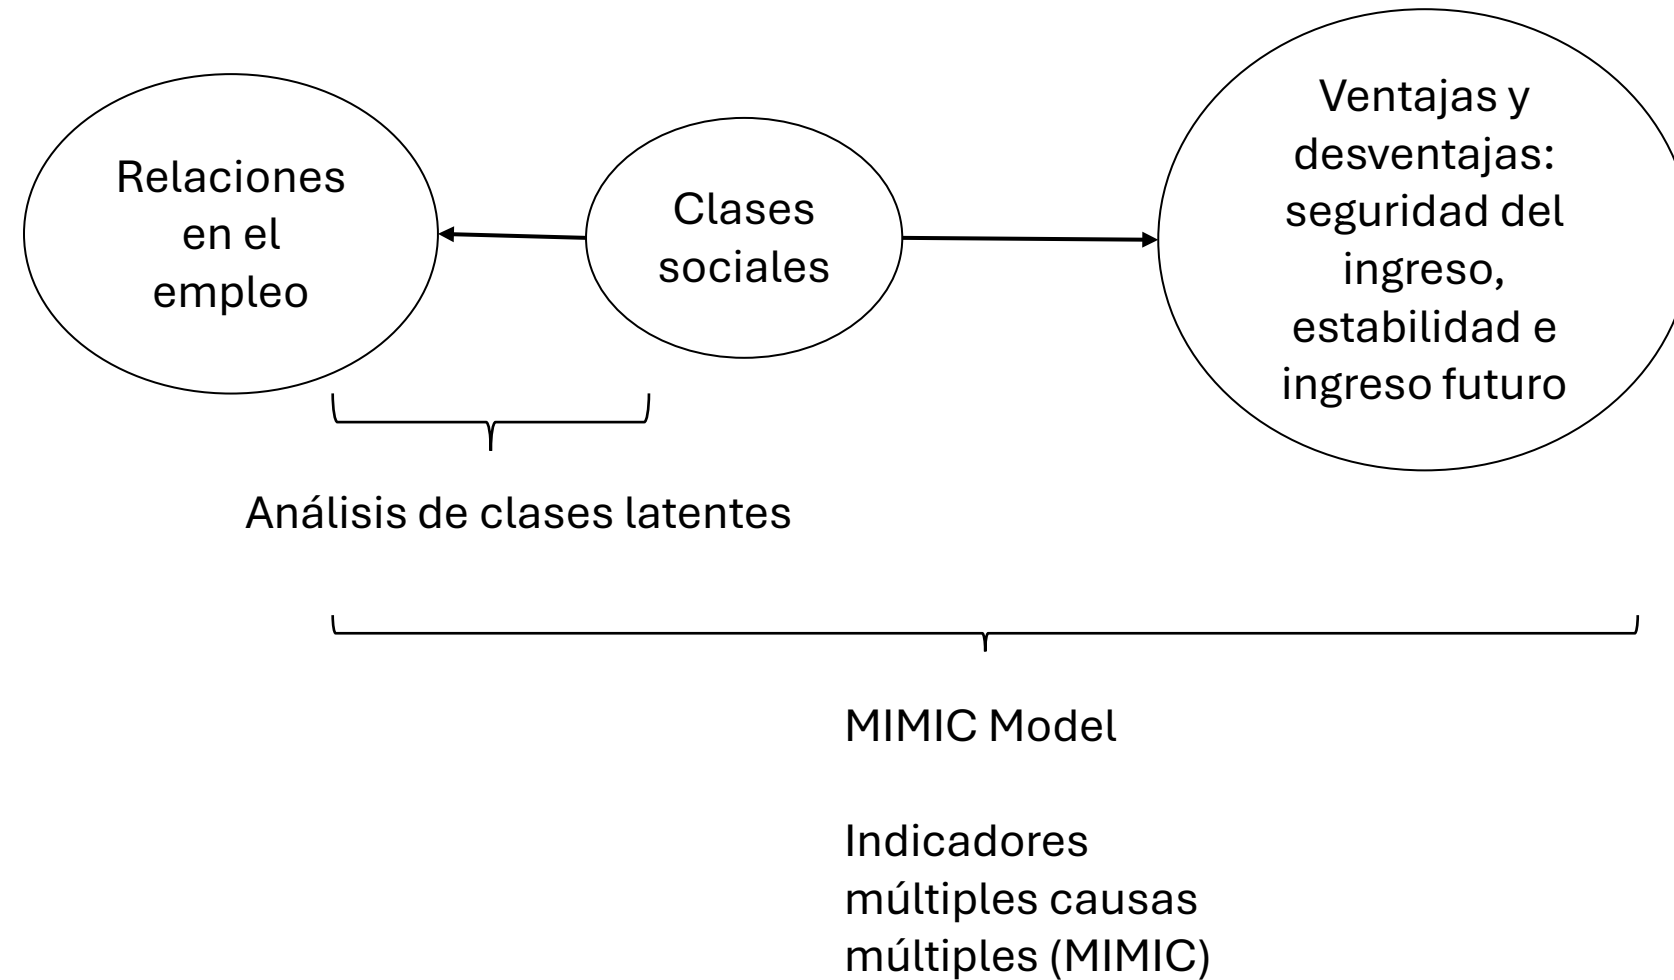 Relaciones
en el
empleo
Clases
sociales
Ventajas y
desventajas:
seguridad del
ingreso,
estabilidad e
ingreso futuro
Análisis de clases latentes
MIMIC Model
Indicadores
múltiples causas
múltiples (MIMIC)